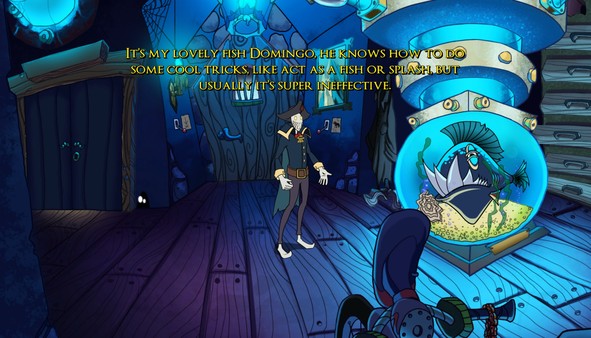 It's my lovely fish Domingo, he knows how to do
some cool tricks, like act as a fish or splash, but
usually it's super ineffective.